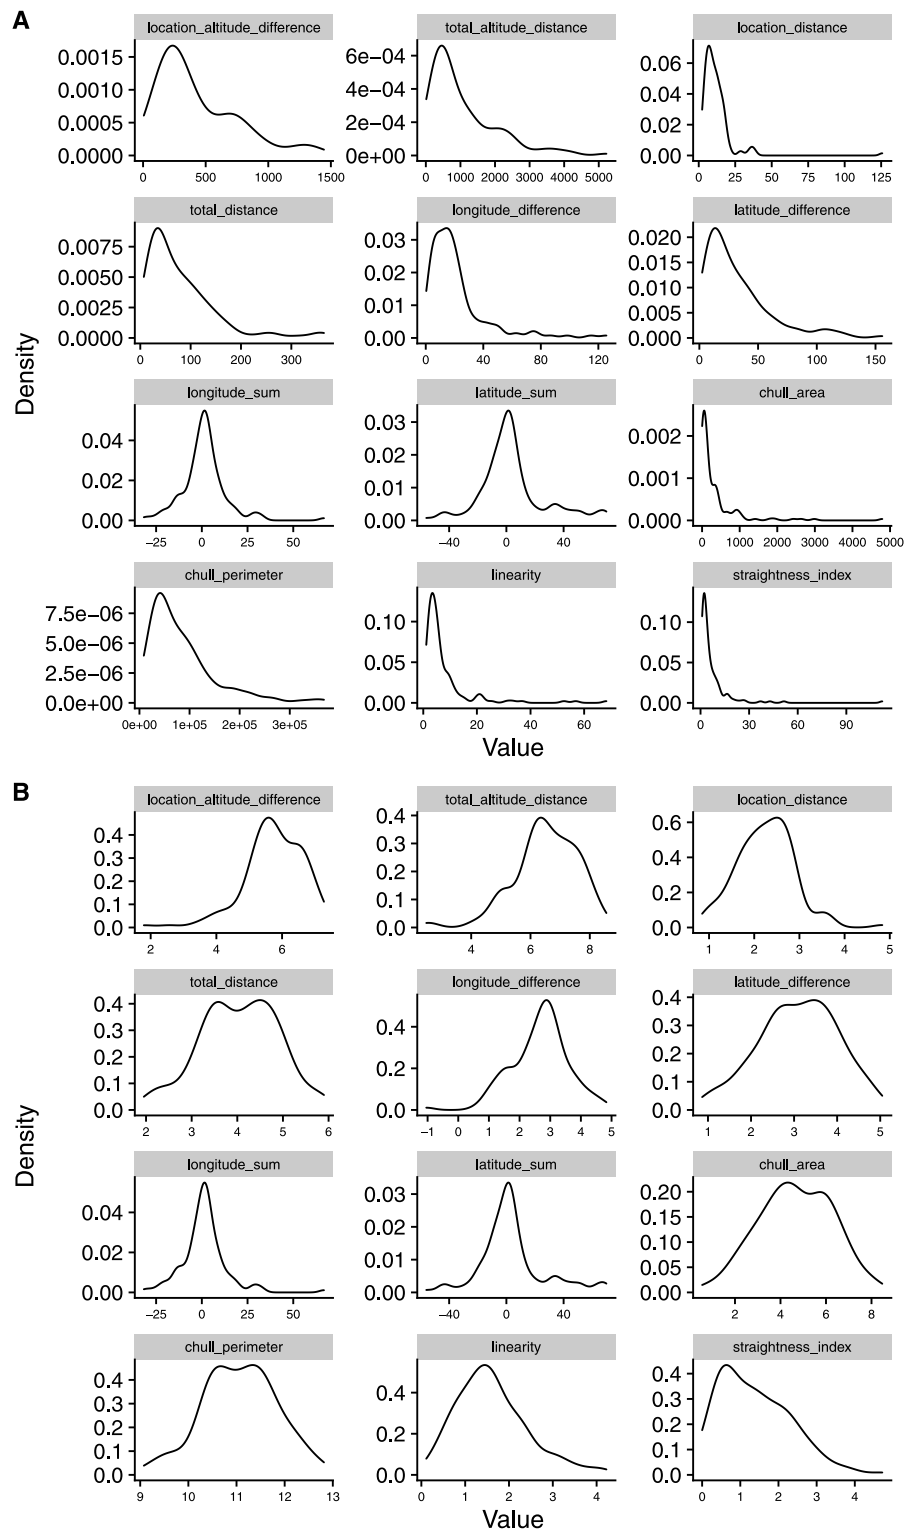 A
location_altitude_difference total_altitude_distance location_distance
0.0015 6e−04 0.06
0.0010 4e−04 0.04
0.0005 2e−04 0.02
0.0000 0e+00 0.00
0 500 1000 1500 0 1000 2000 3000 4000 5000 0 25 50 75 100 125
total_distance longitude_difference latitude_difference
0.0075 0.03 0.020
0.0050 0.02 0.015
0.0025 0.01 0.010
0.0000 0.00 0.005
0.000
0 100 200 300 0 40 80 120 0 50 100 150
Density
longitude_sum latitude_sum chull_area
0.04 0.03 0.002
0.02 0.02 0.001
0.00 0.01 0.000
0.00
−25 0 25 50 −40 0 40 0 1000 2000 3000 4000 5000
chull_perimeter linearity straightness_index
7.5e−06 0.10 0.10
5.0e−06 0.05 0.05
2.5e−06 0.00 0.00
0.0e+00
0e+00 1e+05 2e+05 3e+05 0 20 40 60 0 30 60 90
Value
B
location_altitude_difference total_altitude_distance location_distance
0.4 0.4 0.6
0.3 0.3 0.4
0.2 0.2 0.2
0.1 0.1 0.0
0.0 0.0
2 4 6 4 6 8 1 2 3 4 5
total_distance longitude_difference latitude_difference
0.4 0.4 0.4
0.3 0.2 0.3
0.2 0.0 0.2
0.1 0.1
0.0 0.0
2 3 4 5 6 −1 0 1 2 3 4 5 1 2 3 4 5
Density
longitude_sum latitude_sum chull_area
0.04 0.03 0.20
0.02 0.02 0.15
0.00 0.01 0.10
0.00 0.05
0.00
−25 0 25 50 −40 0 40 2 4 6 8
chull_perimeter linearity straightness_index
0.4 0.4 0.4
0.3 0.2 0.3
0.2 0.0 0.2
0.1 0.1
0.0 0.0
9 10 11 12 13 0 1 2 3 4 0 1 2 3 4
Value